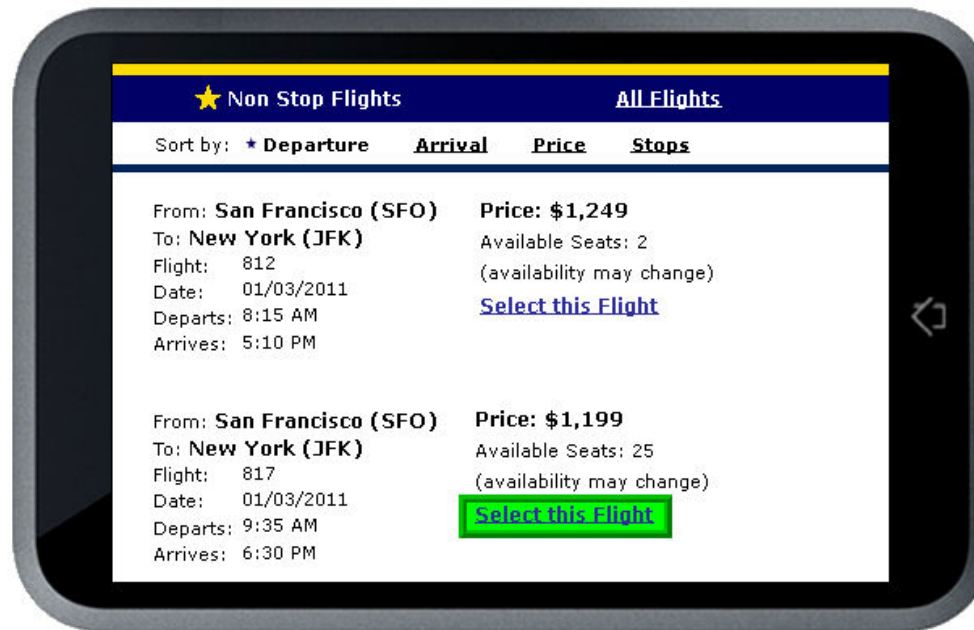 Non Stop Flights All Flights
Sort by: Departure Arrival Price Stops
From: San Francisco (SFO)
To: New York (JFK)
Flight: 812
Date: 01/03/2011
Departs: 8:15 AM
Arrives: 5:10 PM
Price: $1,249
Available Seats: 2
(availability may change)
Select this Flight
From: San Francisco (SFO)
To: New York (JFK)
Flight: 817
Date: 01/03/2011
Departs: 9:35 AM
Arrives: 6:30 PM
Price: $1,199
Available Seats: 25
(availability may change)
Select this Flight